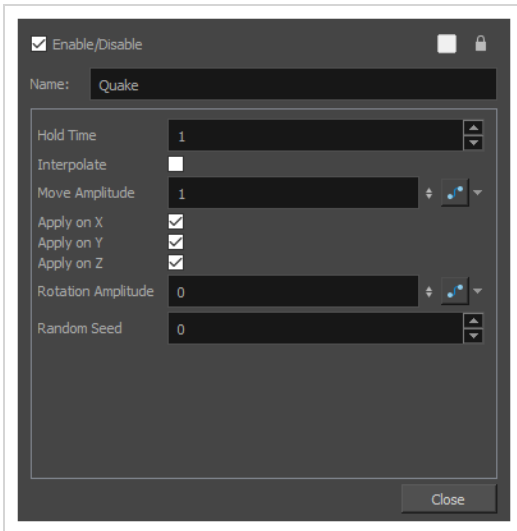 Enable/Disable
Name: Quake
Hold Time 1
Interpolate
Move Amplitude 1
Apply on X
Apply on Y
Apply on Z
Rotation Amplitude 0
Random Seed 0
Close